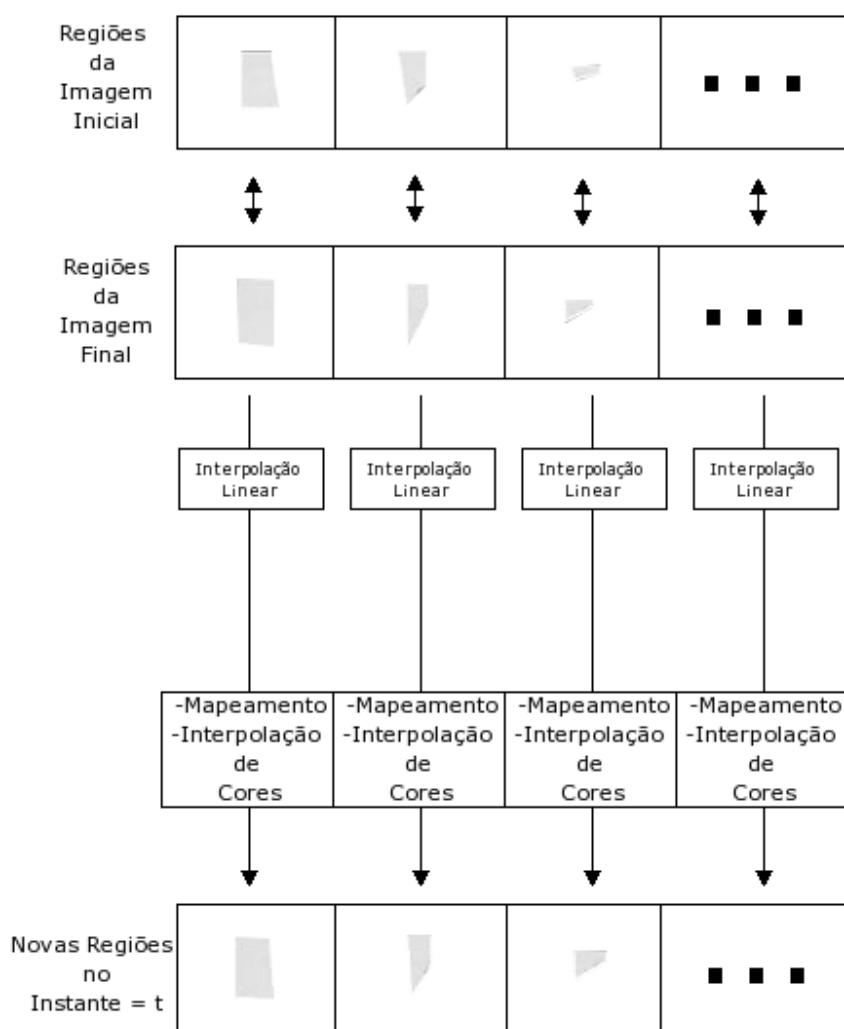 Regiões
da
Imagem
Inicial
Regiões
da
Imagem
Final
Interpolação
Linear
Interpolação
Linear
Interpolação
Linear
Interpolação
Linear
-Mapeamento
-Interpolação
de
Cores
-Mapeamento
-Interpolação
de
Cores
-Mapeamento
-Interpolação
de
Cores
-Mapeamento
-Interpolação
de
Cores
Novas Regiões
no
Instante = t